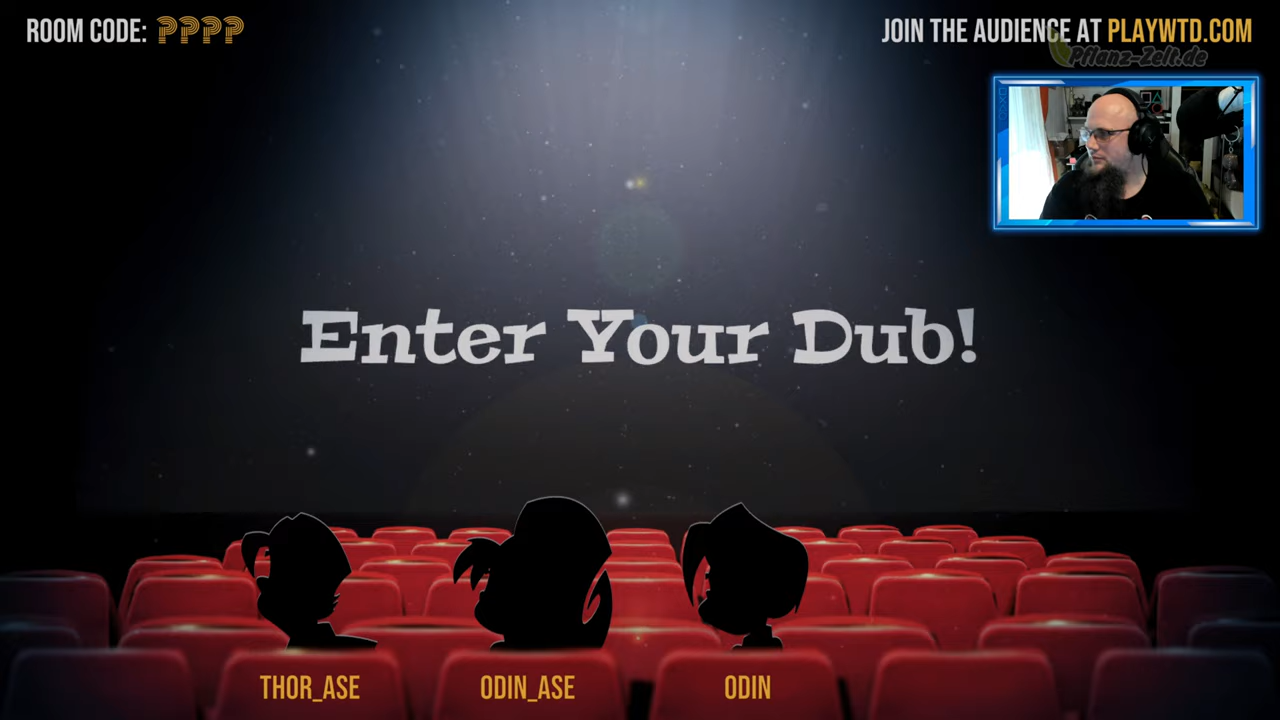 ROOM CODE: ????
JOIN THE AUDIENCE AT PLAYWTD.COM
Pflanz-Zelt.de
Enter Your Dub!
THOR_ASE
ODIN_ASE
ODIN